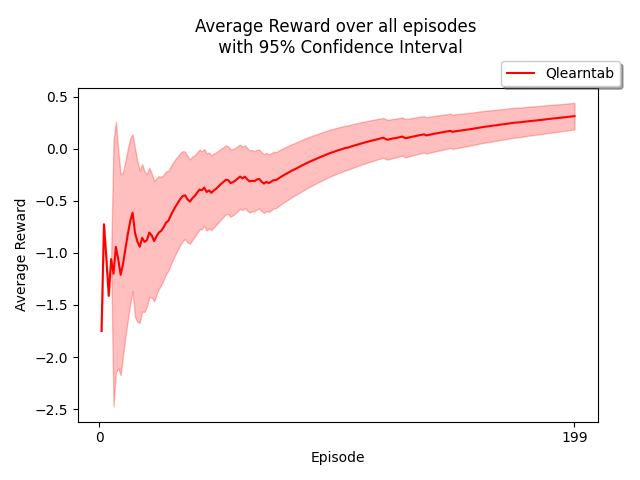 Average Reward over all episodes
with 95% Confidence Interval
Qlearntab
0.5
0.0
−0.5
−1.0
−1.5
−2.0
−2.5
Average Reward
0
199
Episode